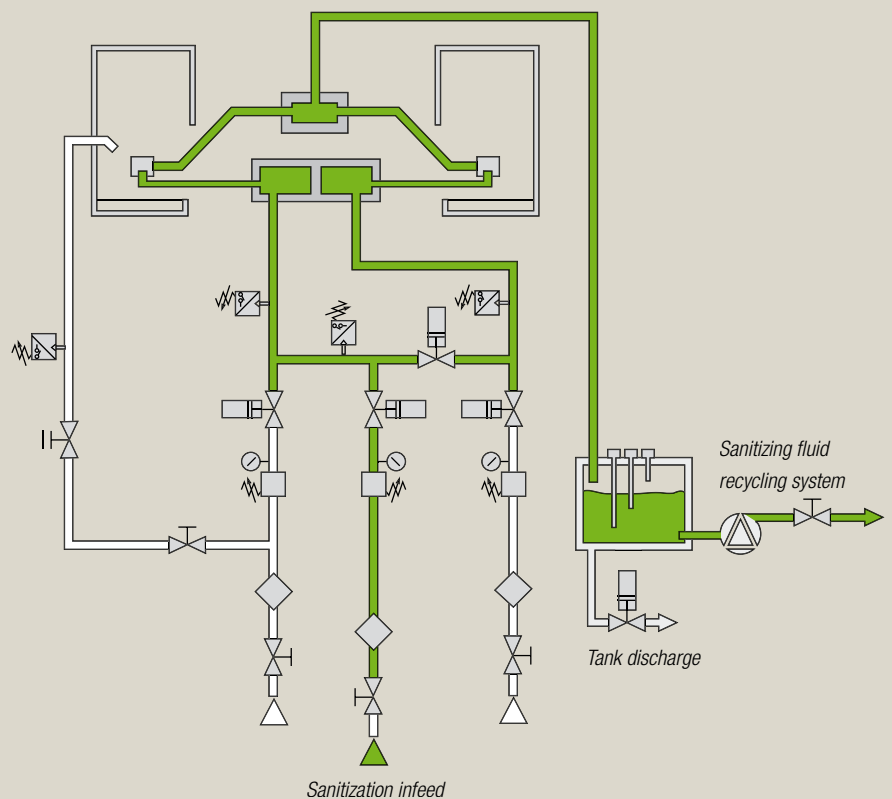 Sanitizing fluid
recycling system
Tank discharge
Sanitization infeed